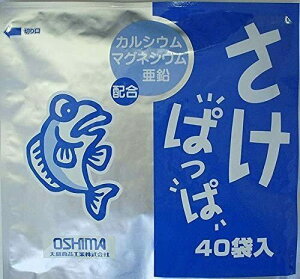 切り口
カルシウム
マグネシウム
亜鉛
配合
さけ
ぱっぱ
40袋入
OSHIMA
大島食品工業株式会社